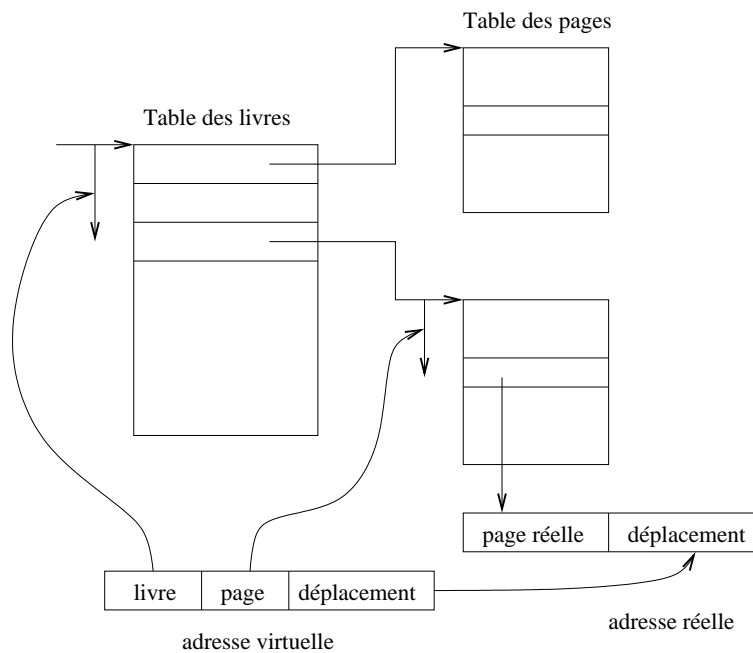 Table des pages
Table des livres
page réelle
déplacement
livre
page
déplacement
adresse réelle
adresse virtuelle